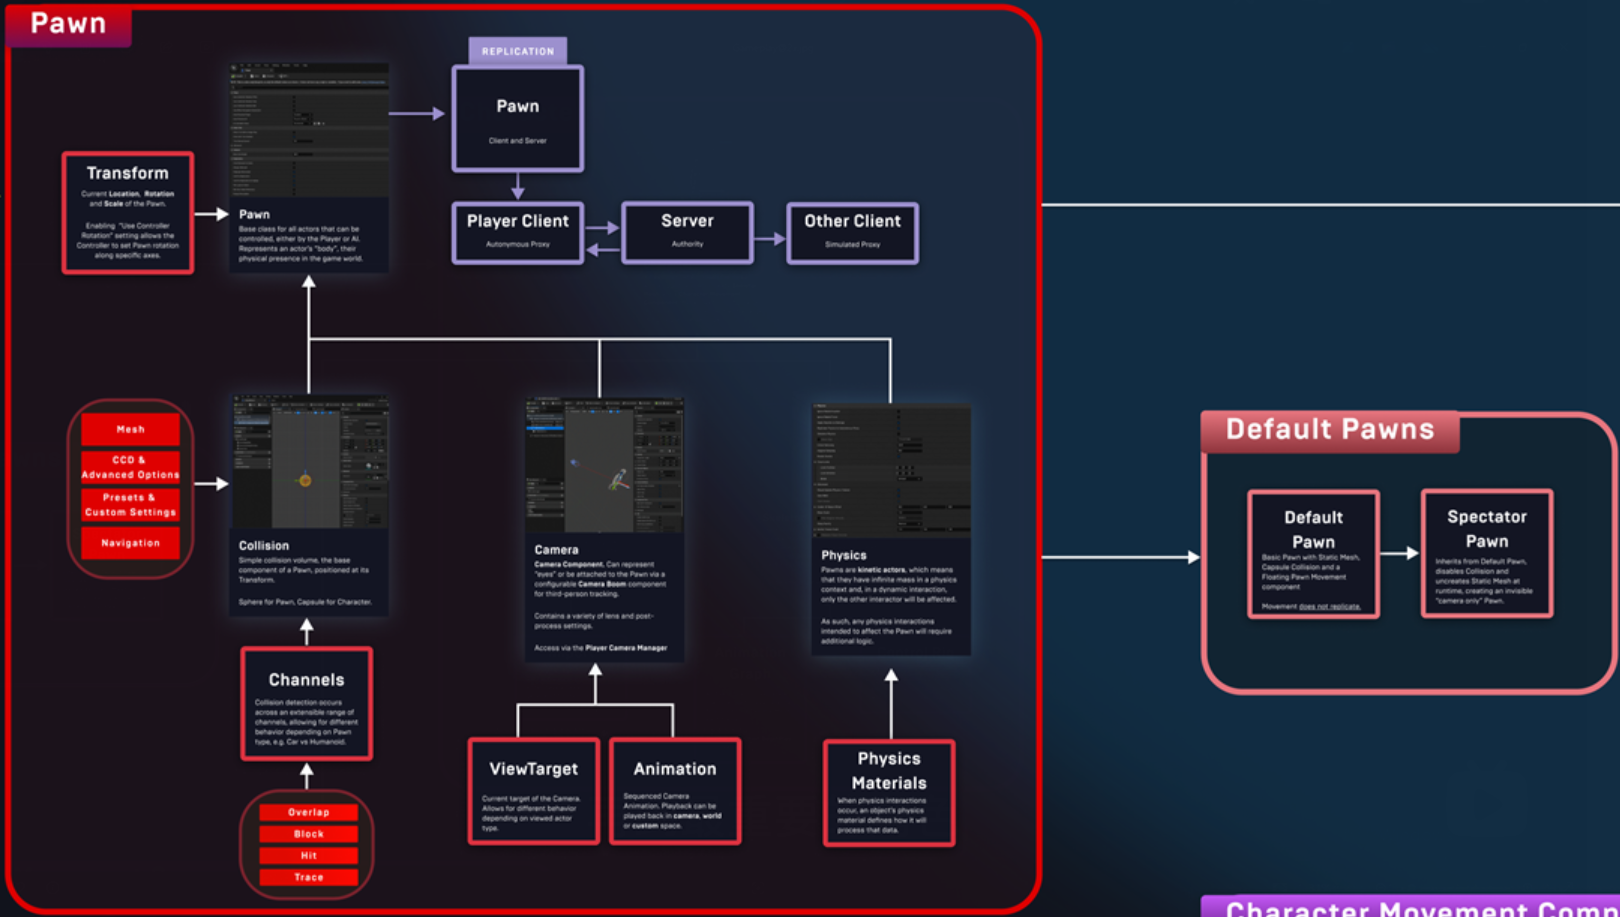 Pawn
REPLICATION
Pawn
Client and Server
Player Client
Autonomous Proxy
Server
Authority
Other Client
Simulated Proxy
Transform
Current Location, Rotation
and Scale of the Pawn.
Enabling "Use Controller
Rotation" setting allows the
Controller to set Pawn rotation
along specific axes.
Pawn
Base class for all actors that can be
controlled, either by the Player or AI.
Represents an actor's "body", their
physical presence in the game world.
Mesh
CCD &
Advanced Options
Presets &
Custom Settings
Navigation
Collision
Simple collision volume, the base
component of a Pawn, positioned at its
Transform.
Sphere for Pawn, Capsule for Character.
Camera
Camera Component. Can represent
"eyes" or be attached to the Pawn via a
configurable Camera Boom component
for third-person tracking.
Contains a variety of lens and post-
process settings.
Access via the Player Camera Manager
Physics
Pawns are kinetic actors, which means
that they have infinite mass in a physics
context and, in a dynamic interaction,
only the other interactor will be affected.
As such, any physics interactions
intended to affect the Pawn will require
additional logic.
Channels
Collision detection occurs
across an extensible range of
channels, allowing for different
behavior depending on Pawn
type, e.g. Car vs Humanoid.
Overlap
Block
Hit
Trace
ViewTarget
Current target of the Camera.
Allows for different behavior
depending on viewed actor
type.
Animation
Sequenced Camera
Animation. Playback can be
played back in camera, world
or custom space.
Physics
Materials
When physics interactions
occur, an object's physics
material defines how it will
process that data.
Default Pawns
Default
Pawn
Basic Pawn with Static Mesh,
Capsule Collision and a
Floating Pawn Movement
component
Movement does not replicate.
Spectator
Pawn
Inherits from Default Pawn,
disables Collision and
uncreates Static Mesh at
runtime, creating an invisible
"camera only" Pawn.
Character Movement Comp